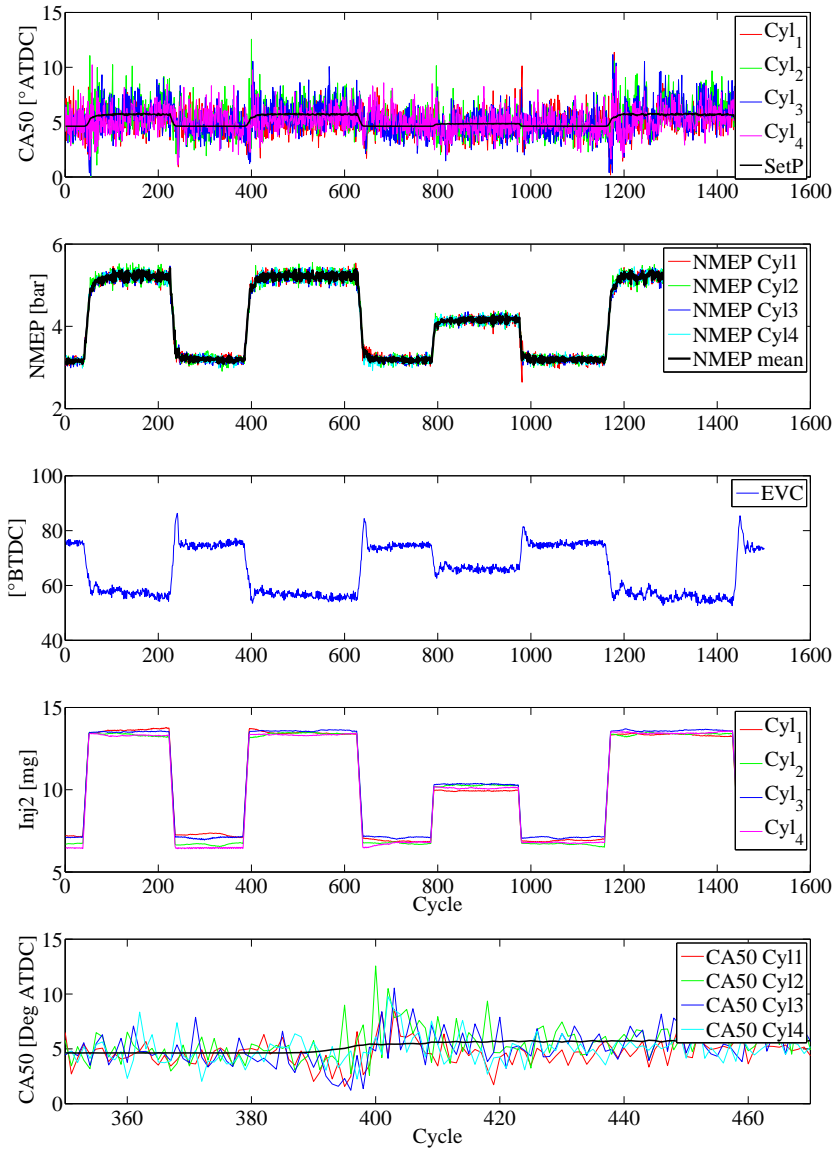 15
10
5
0
CA50 [°ATDC]
0 200 400 600 800 1000 1200 1400 1600
Cyl1
Cyl2
Cyl3
Cyl4
SetP
6
4
2
NMEP [bar]
0 200 400 600 800 1000 1200 1400 1600
NMEP Cyl1
NMEP Cyl2
NMEP Cyl3
NMEP Cyl4
NMEP mean
100
80
60
40
[°BTDC]
0 200 400 600 800 1000 1200 1400 1600
EVC
15
10
5
Inj2 [mg]
0 200 400 600 800 1000 1200 1400 1600
Cycle
Cyl1
Cyl2
Cyl3
Cyl4
15
10
5
0
CA50 [Deg ATDC]
360 380 400 420 440 460
Cycle
CA50 Cyl1
CA50 Cyl2
CA50 Cyl3
CA50 Cyl4